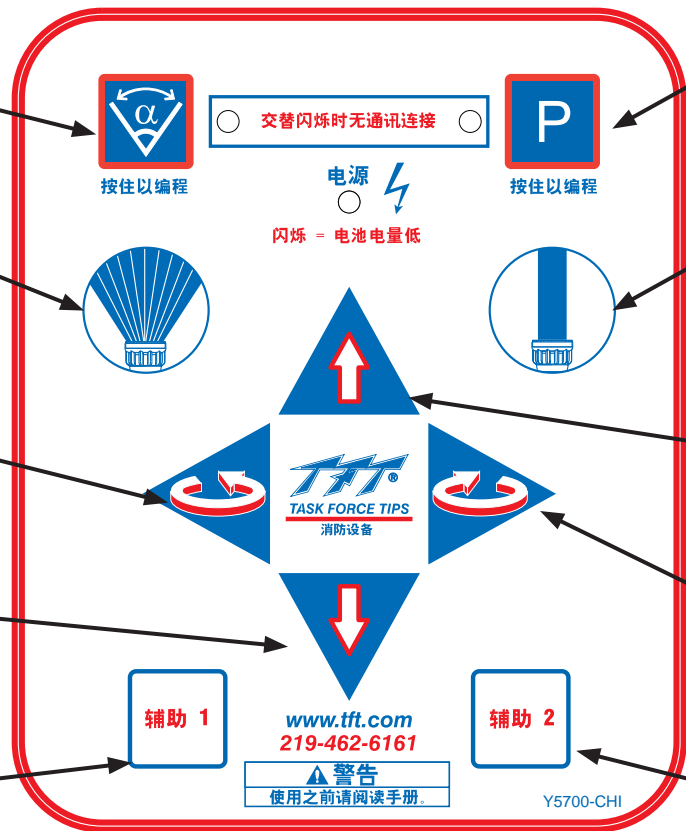 α
交替闪烁时无通讯连接
P
按住以编程
电源
按住以编程
闪烁 = 电池电量低
TFT®
TASK FORCE TIPS
消防设备
辅助 1
辅助 2
www.tft.com
219-462-6161
警告
使用之前请阅读手册。
Y5700-CHI